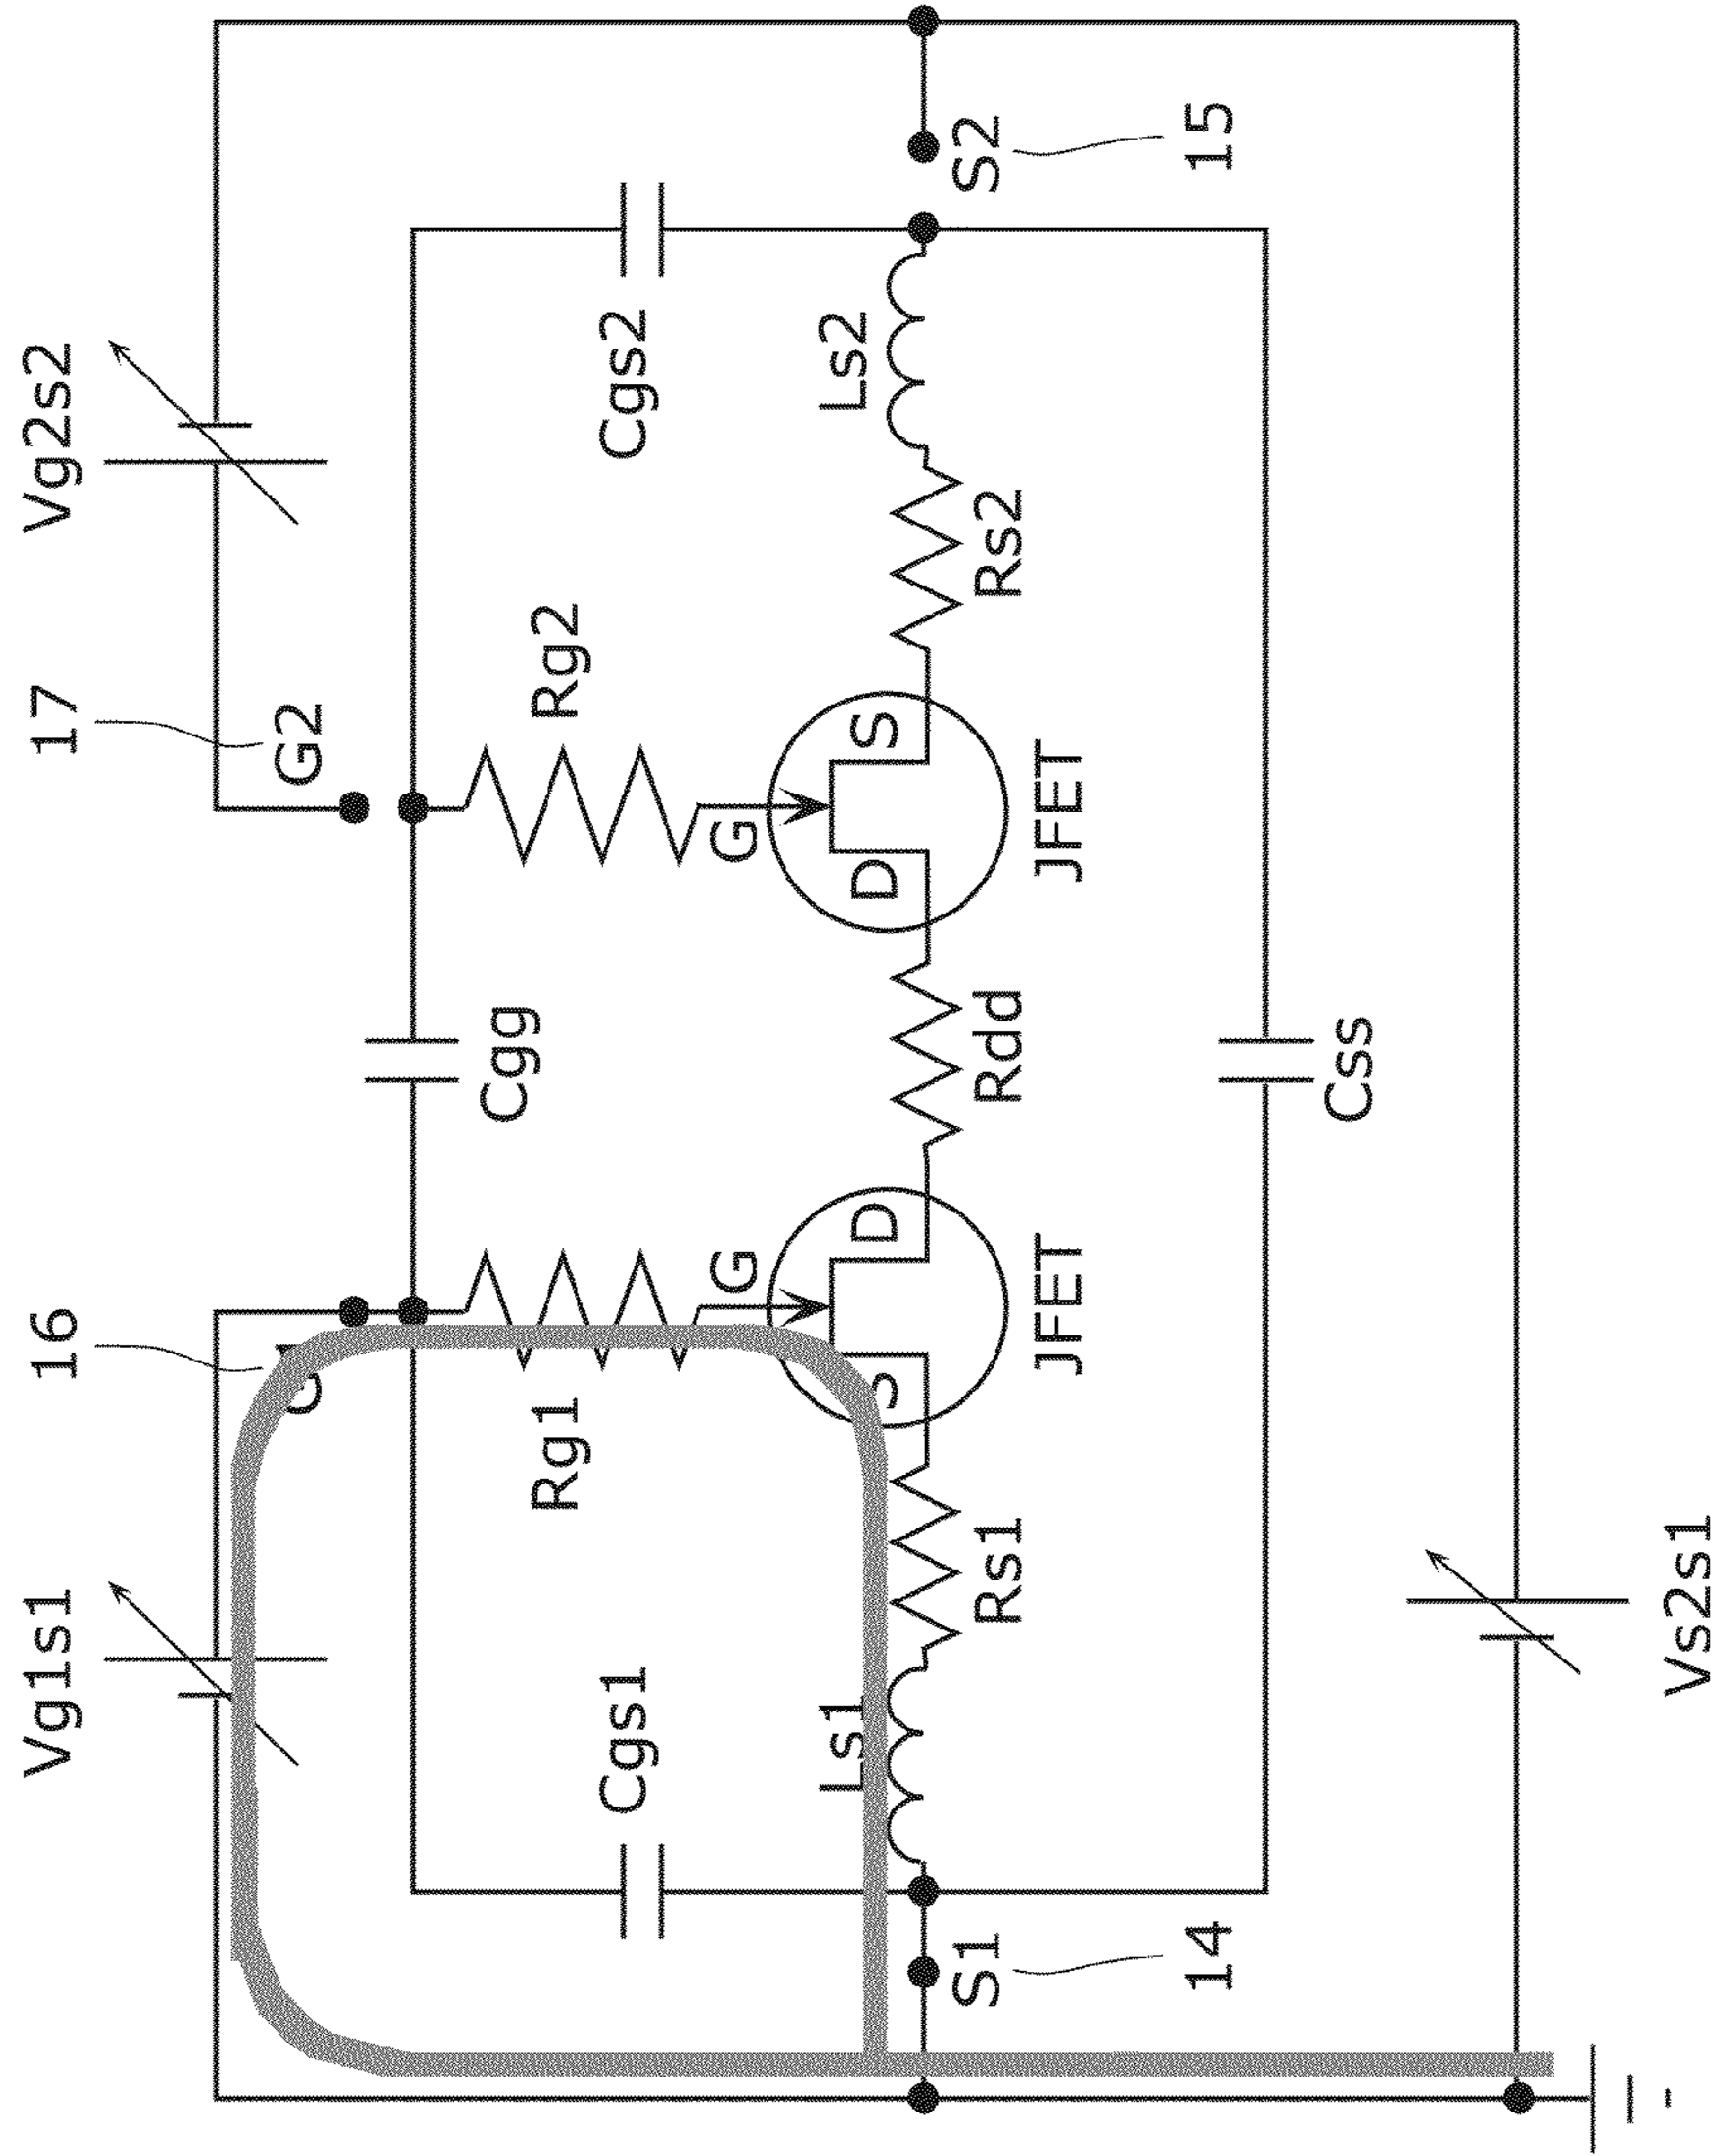 Vg1s1
16
17
Vg2s2
G2
Cgg
Rg1
Rg2
Cgs1
Cgs2
G
G
Ls1
Ls2
S
D
D
S
S1
Rs1
Rdd
Rs2
S2
JFET
JFET
14
15
Css
Vs2s1